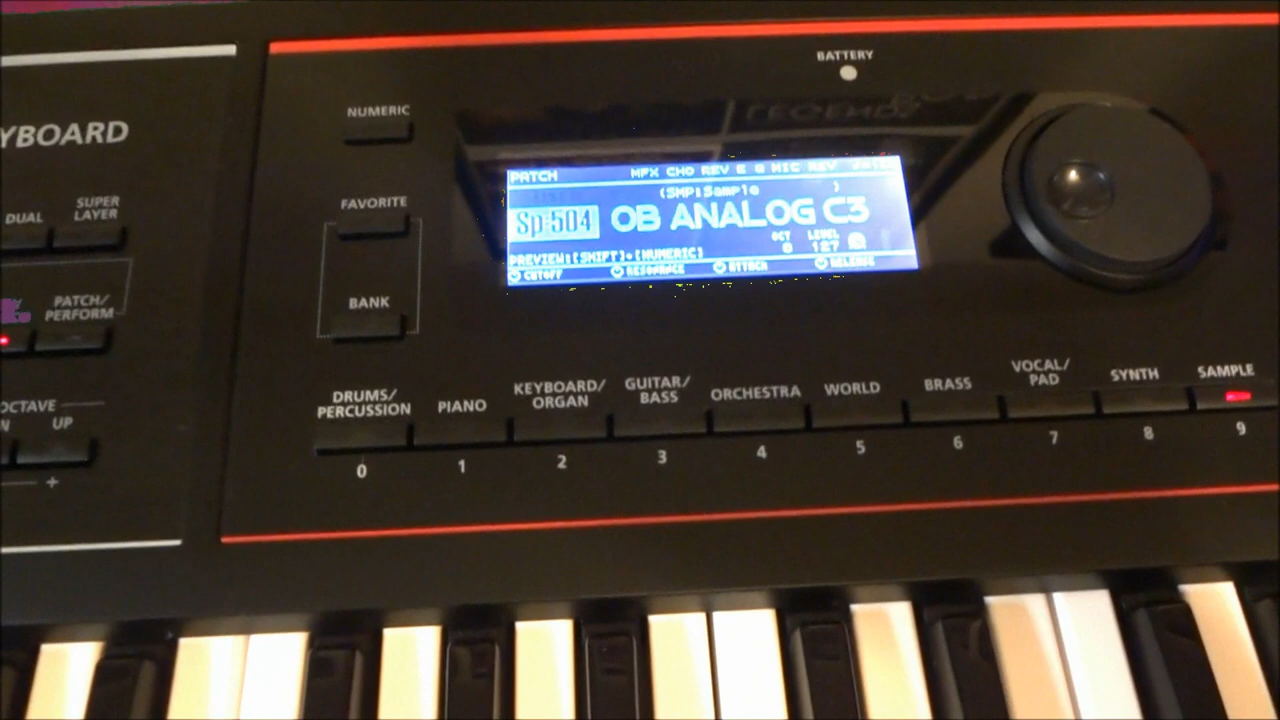 BATTERY
NUMERIC
YBOARD
FAVORITE
DUAL
SUPER
LAYER
PATCH MFX CHO REV E G MIC REV
(SMP:Sample )
Sp:504 OB ANALOG C3
OCT LEVEL
0 127
PREVIEW:[SHIFT]+[NUMERIC]
CUTOFF RESONANCE ATTACK RELEASE
PATCH/
PERFORM
BANK
OCTAVE
N UP
+
DRUMS/
PERCUSSION
PIANO
KEYBOARD/
ORGAN
GUITAR/
BASS
ORCHESTRA
WORLD
BRASS
VOCAL/
PAD
SYNTH
SAMPLE
0 1 2 3 4 5 6 7 8 9